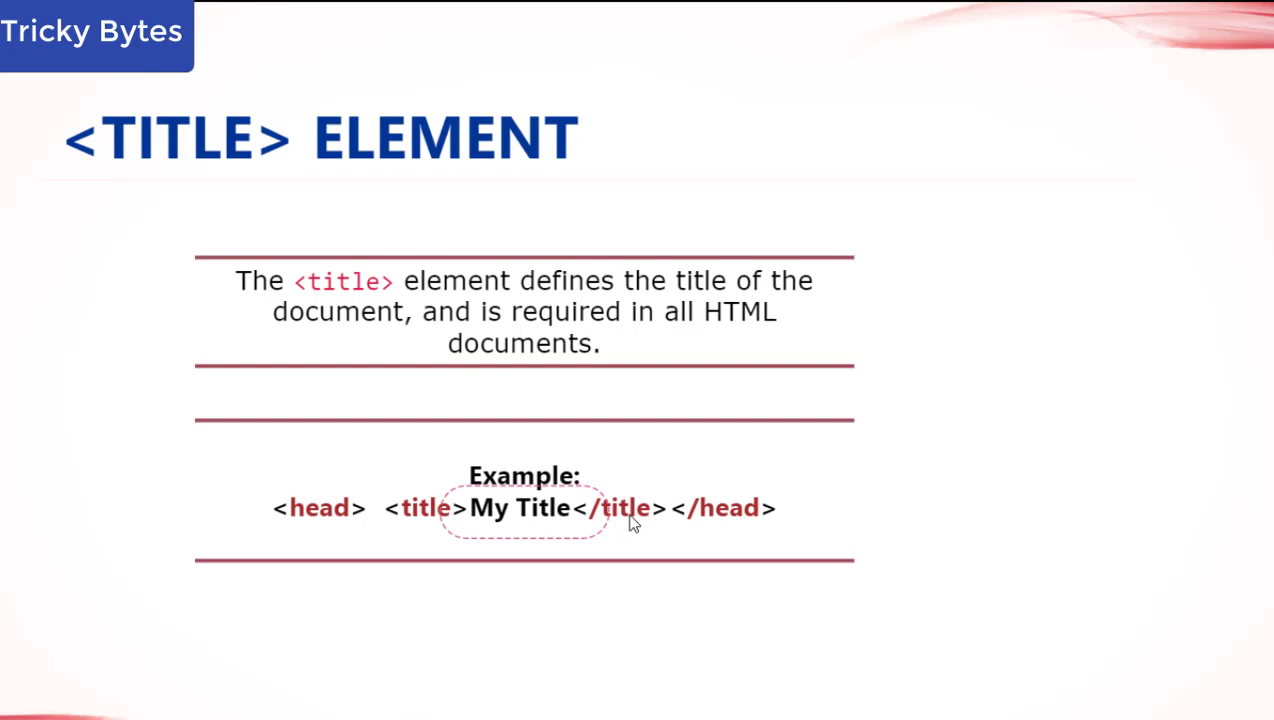 Tricky Bytes
<TITLE> ELEMENT
The <title> element defines the title of the
document, and is required in all HTML
documents.
Example:
<head> <title>My Title</title></head>